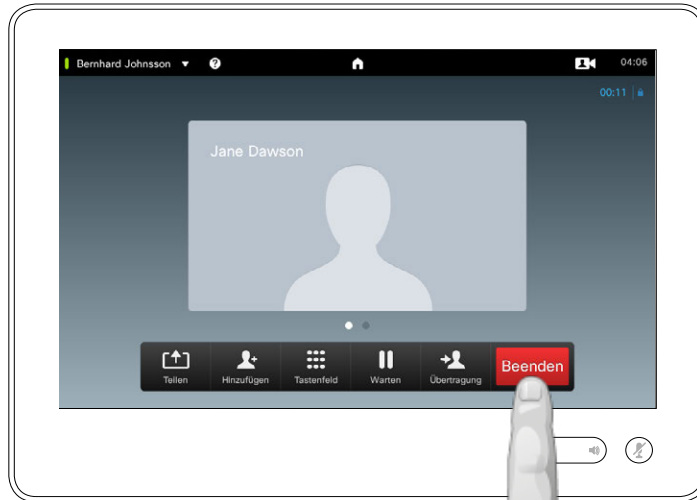 Bernhard Johnsson ? 04:06
00:11
Jane Dawson
Teilen Hinzufügen Tastenfeld Warten Übertragung Beenden